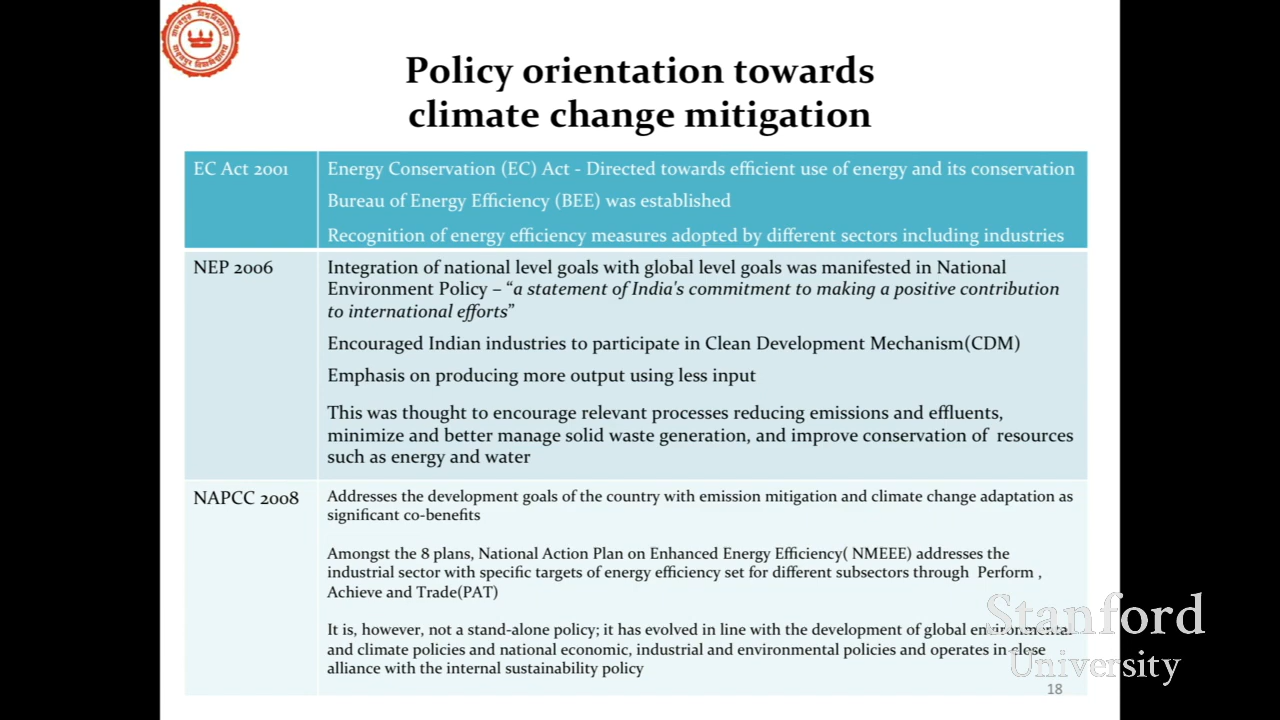 Policy orientation towards
climate change mitigation
EC Act 2001
Energy Conservation (EC) Act - Directed towards efficient use of energy and its conservation
Bureau of Energy Efficiency (BEE) was established
Recognition of energy efficiency measures adopted by different sectors including industries
NEP 2006
Integration of national level goals with global level goals was manifested in National
Environment Policy – “a statement of India's commitment to making a positive contribution
to international efforts”
Encouraged Indian industries to participate in Clean Development Mechanism(CDM)
Emphasis on producing more output using less input
This was thought to encourage relevant processes reducing emissions and effluents,
minimize and better manage solid waste generation, and improve conservation of resources
such as energy and water
NAPCC 2008
Addresses the development goals of the country with emission mitigation and climate change adaptation as
significant co-benefits
Amongst the 8 plans, National Action Plan on Enhanced Energy Efficiency( NMEEE) addresses the
industrial sector with specific targets of energy efficiency set for different subsectors through Perform ,
Achieve and Trade(PAT)
It is, however, not a stand-alone policy; it has evolved in line with the development of global environmental
and climate policies and national economic, industrial and environmental policies and operates in close
alliance with the internal sustainability policy
Stanford
University
18